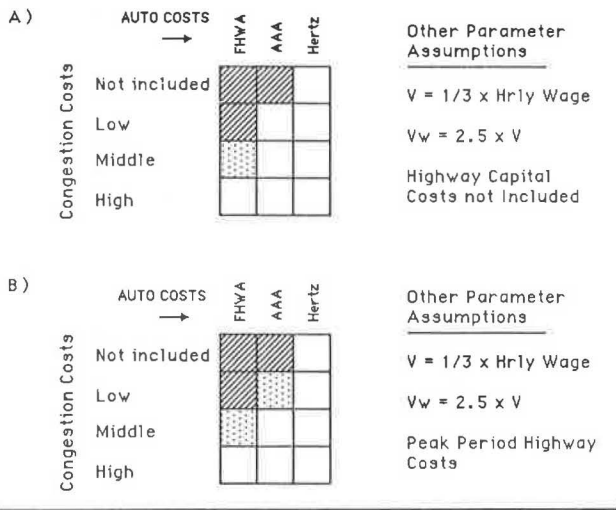 A)
AUTO COSTS
FHWA
AAA
Hertz
Congestion Costs
Not included
Low
Middle
High
Other Parameter
Assumptions
V = 1/3 x Hrly Wage
Vw = 2.5 x V
Highway Capital
Costs not Included
B)
AUTO COSTS
FHWA
AAA
Hertz
Congestion Costs
Not included
Low
Middle
High
Other Parameter
Assumptions
V = 1/3 x Hrly Wage
Vw = 2.5 x V
Peak Period Highway
Costs